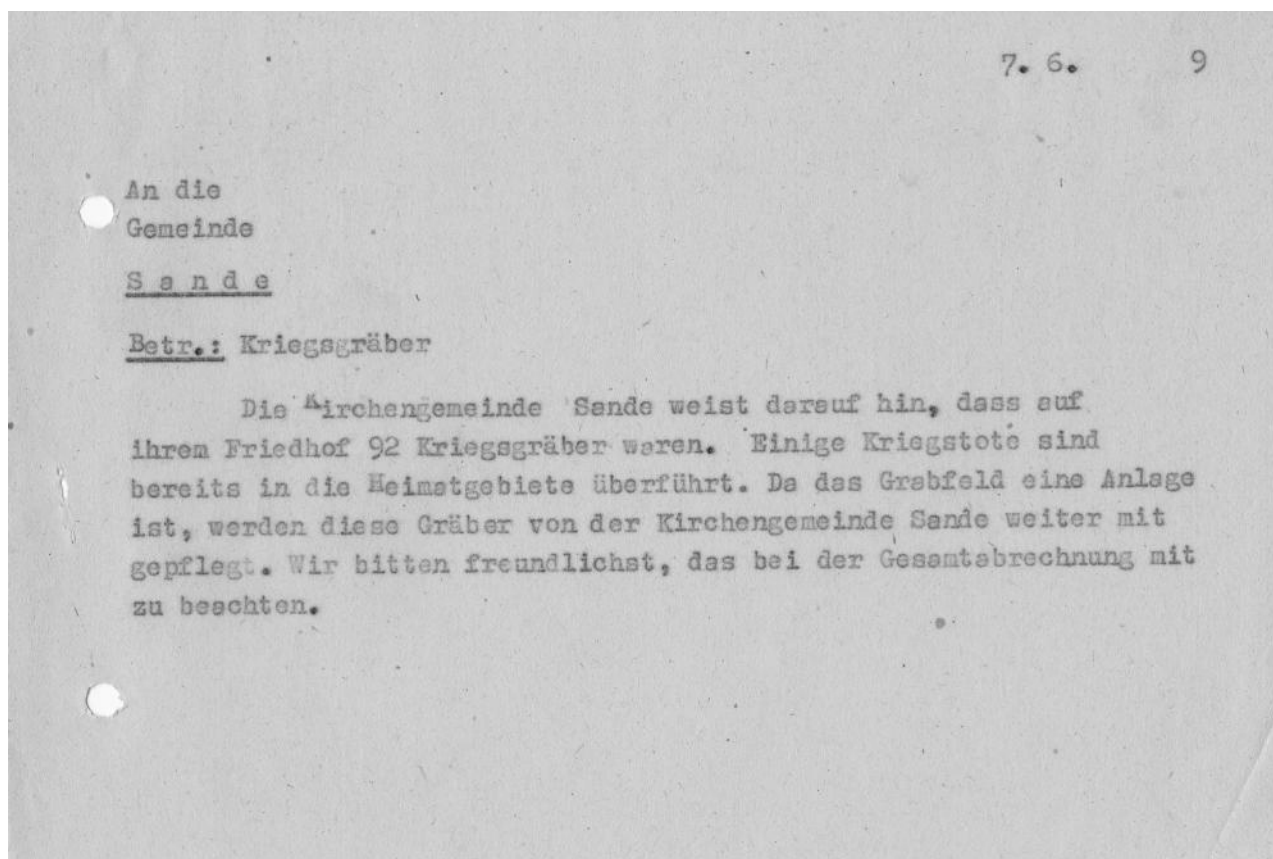 7. 6. 9
An die
Gemeinde
S a n d e
Betr.: Kriegsgräber
Die Kirchengemeinde Sande weist darauf hin, dass auf
ihrem Friedhof 92 Kriegsgräber waren. Einige Kriegstote sind
bereits in die Heimatgebiete überführt. Da das Grabfeld eine Anlage
ist, werden diese Gräber von der Kirchengemeinde Sande weiter mit
gepflegt. Wir bitten freundlichst, das bei der Gesamtabrechnung mit
zu beachten.